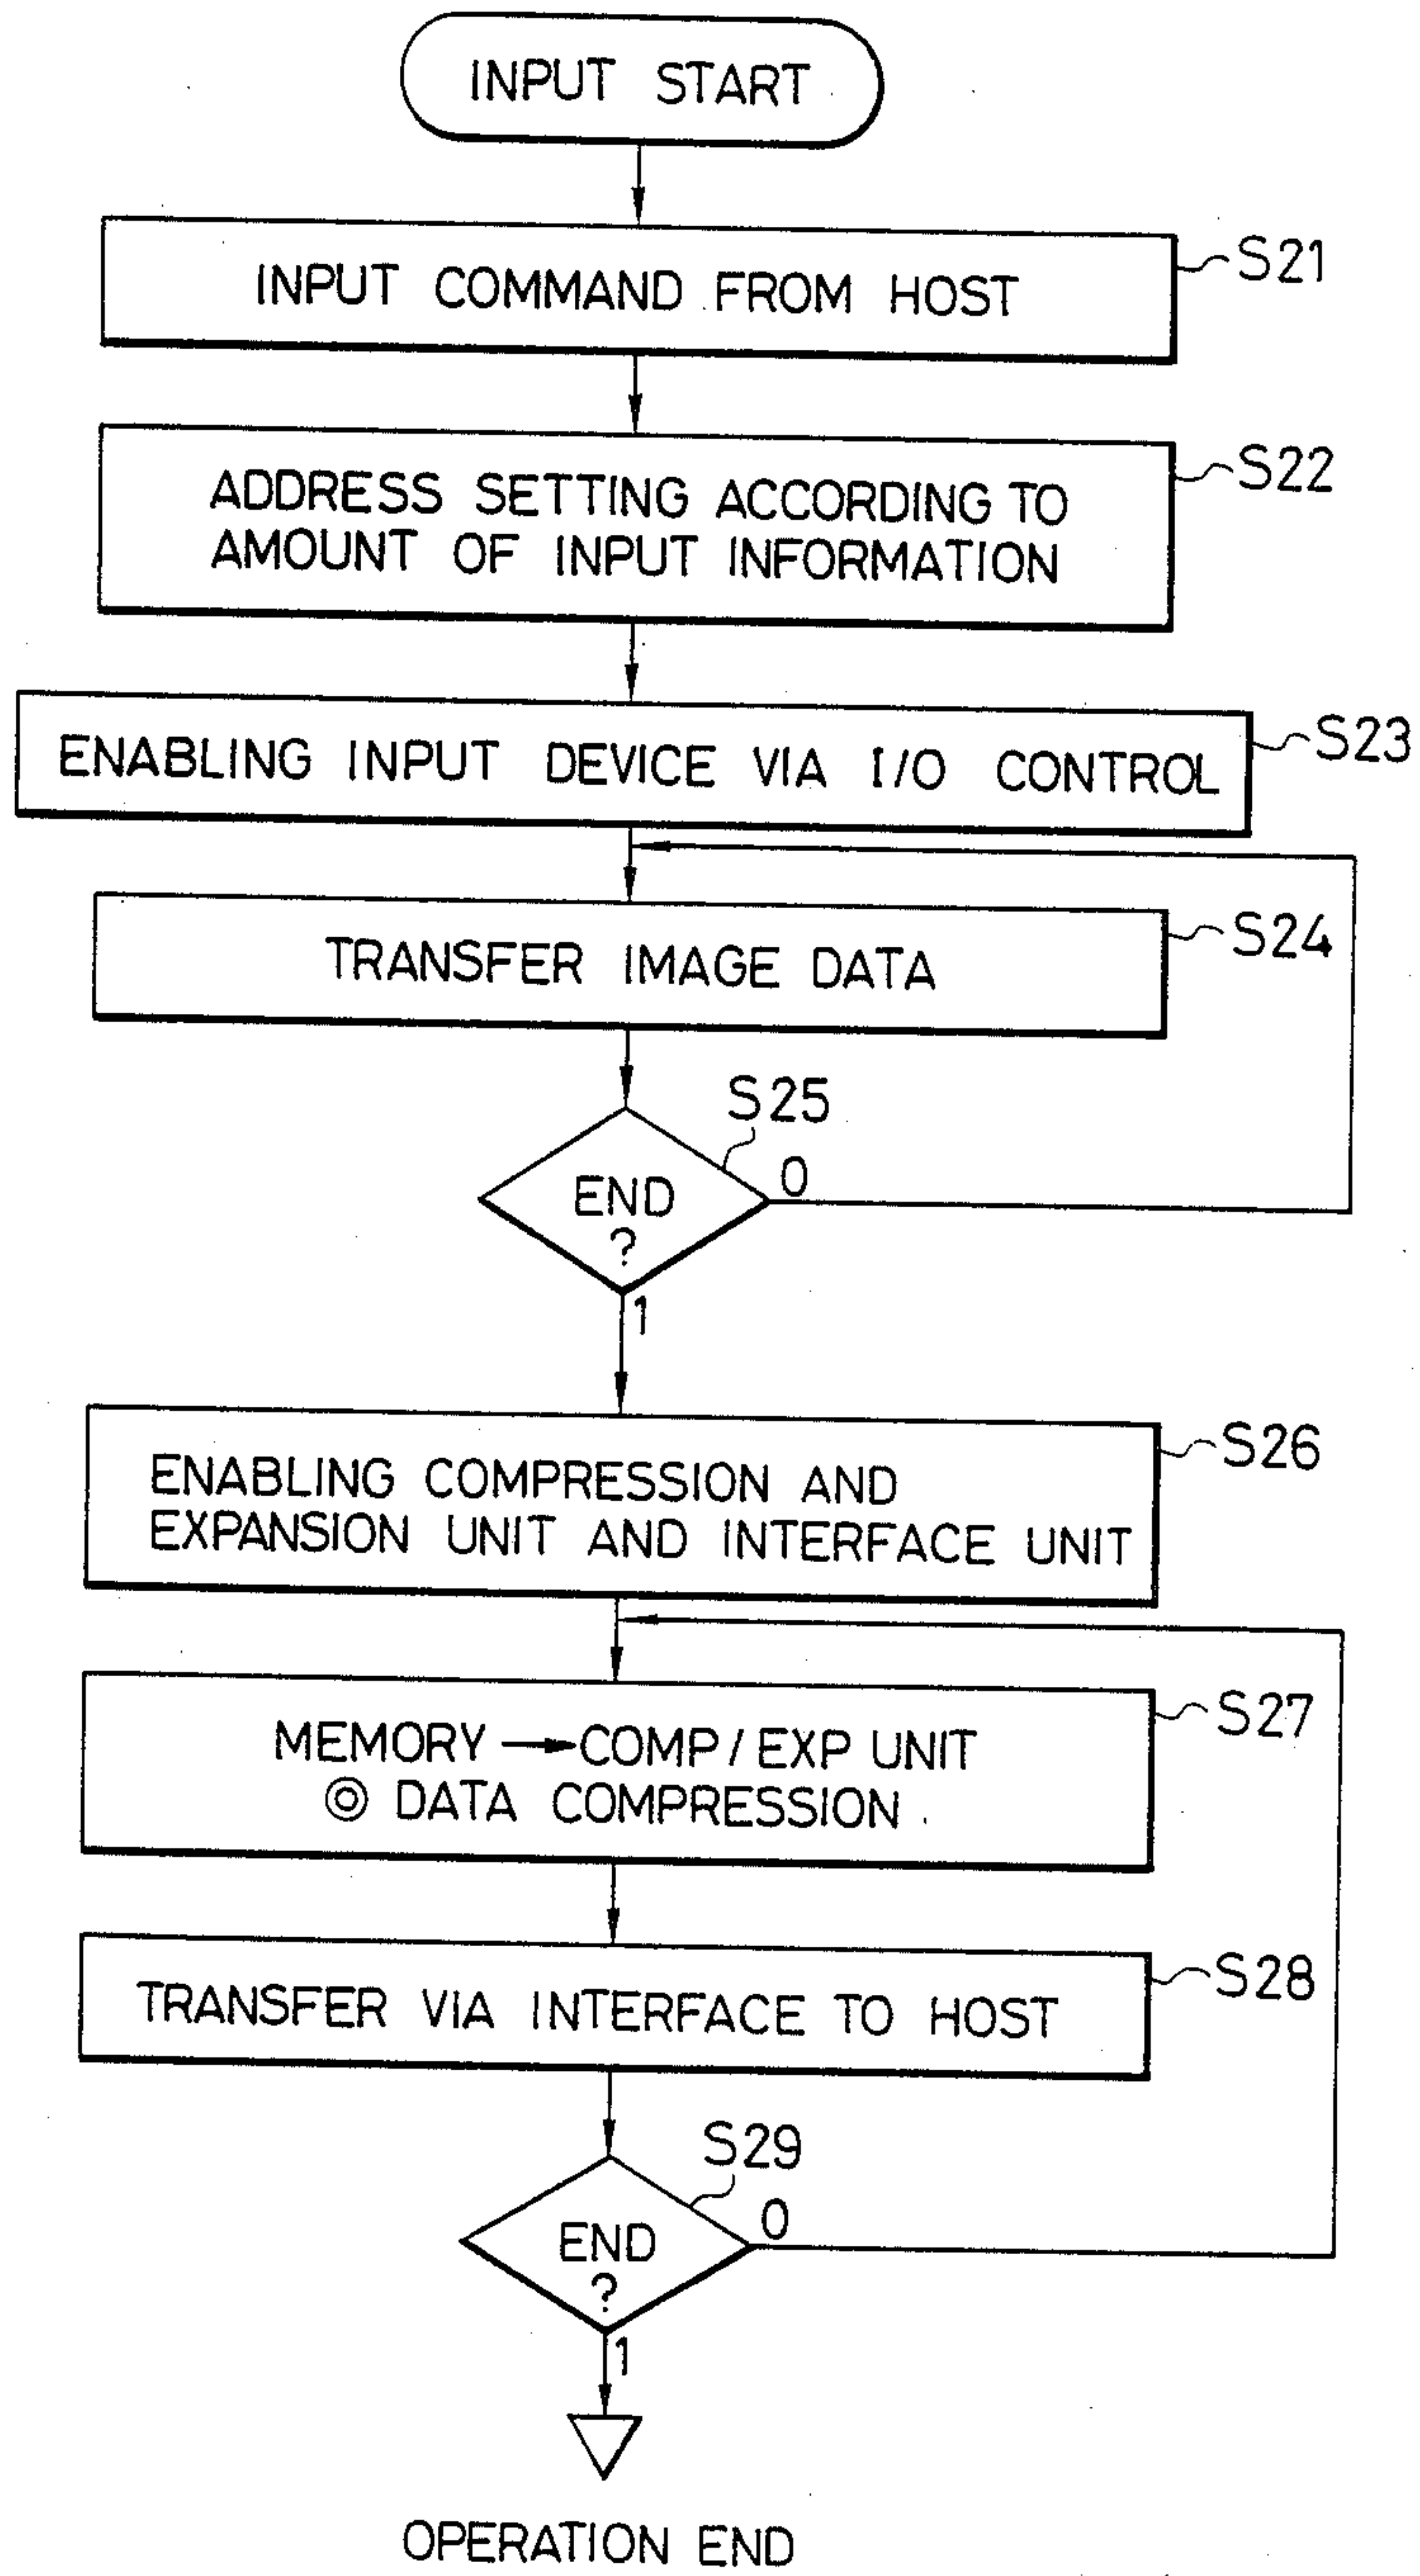 INPUT START
INPUT COMMAND FROM HOST
S21
ADDRESS SETTING ACCORDING TO
AMOUNT OF INPUT INFORMATION
S22
ENABLING INPUT DEVICE VIA I/O CONTROL
S23
TRANSFER IMAGE DATA
S24
S25
END
?
0
1
ENABLING COMPRESSION AND
EXPANSION UNIT AND INTERFACE UNIT
S26
MEMORY → COMP / EXP UNIT
◎ DATA COMPRESSION
S27
TRANSFER VIA INTERFACE TO HOST
S28
S29
END
?
0
1
OPERATION END